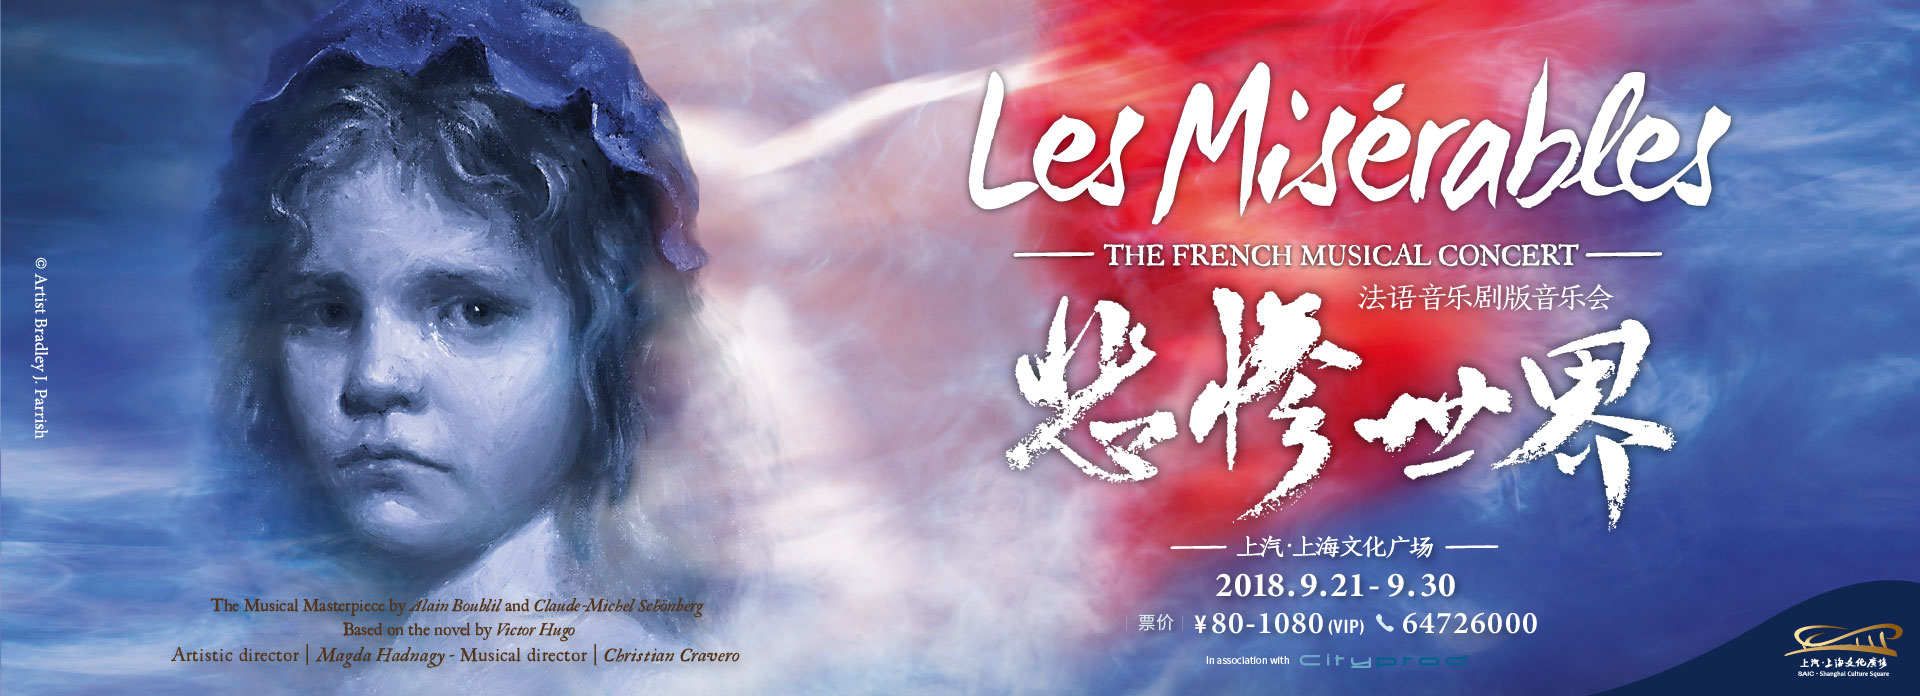 © Artist Bradley J. Parrish
Les Misérables
THE FRENCH MUSICAL CONCERT
法语音乐剧版音乐会
悲惨世界
上汽·上海文化广场
2018.9.21-9.30
票价 ¥80-1080(VIP) 64726000
In association with Cityprod
The Musical Masterpiece by Alain Boublil and Claude-Michel Schönberg
Based on the novel by Victor Hugo
Artistic director | Magda Hadnagy - Musical director | Christian Cravero
上汽·上海文化广场
SAIC·Shanghai Culture Square